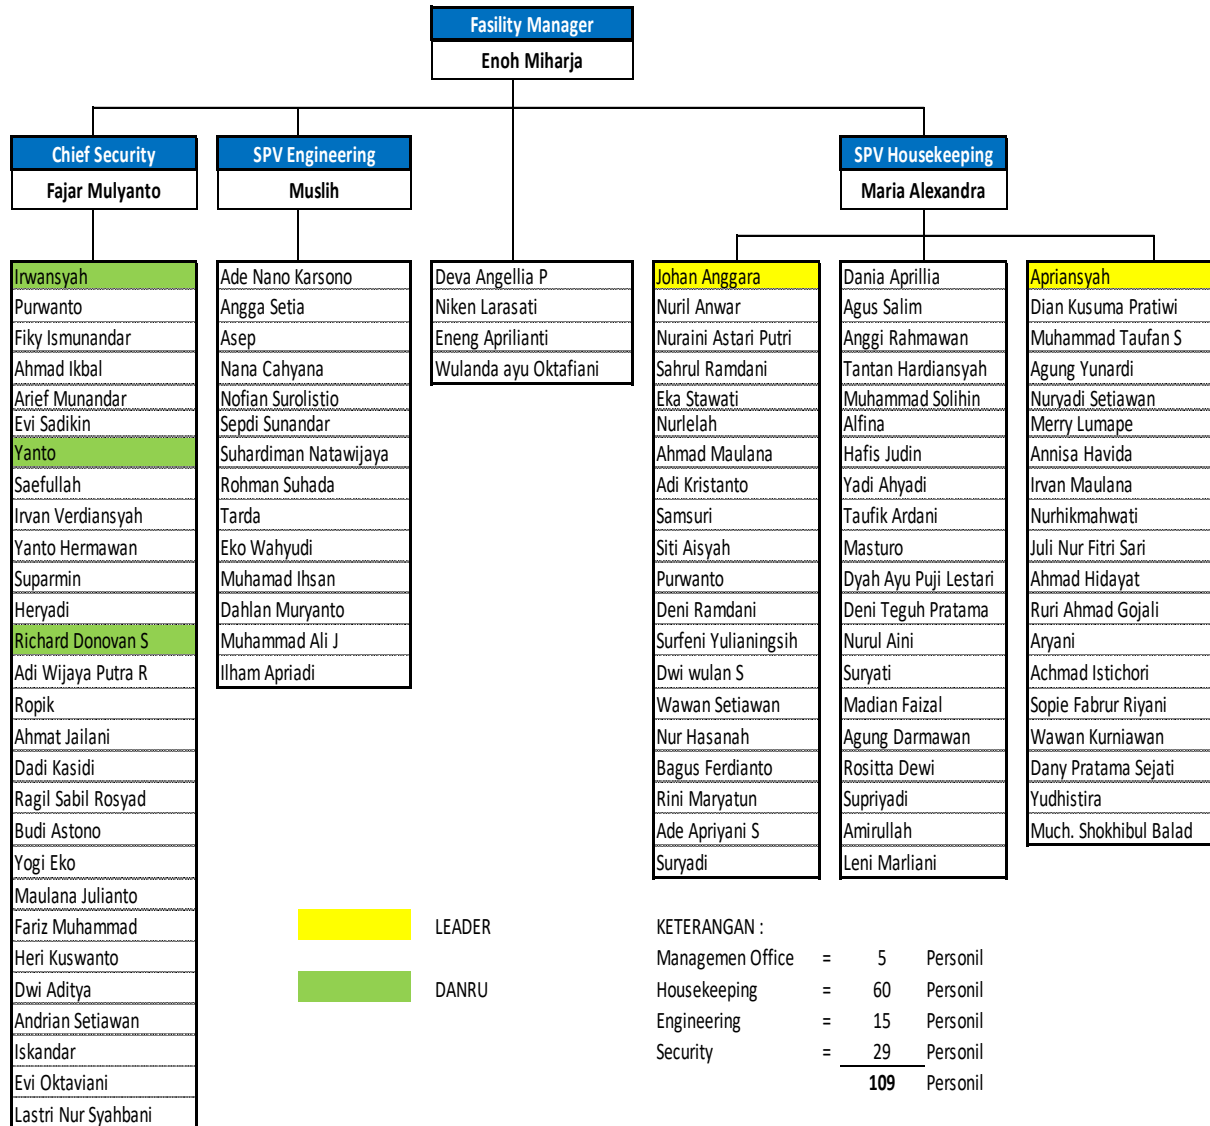 Fasility Manager
Enoh Miharja
Chief Security
Fajar Mulyanto
SPV Engineering
Muslih
SPV Housekeeping
Maria Alexandra
Irwansyah
Purwanto
Fiky Ismunandar
Ahmad Ikbal
Arief Munandar
Evi Sadikin
Yanto
Saefullah
Irvan Verdiansyah
Yanto Hermawan
Suparmin
Heryadi
Richard Donovan S
Adi Wijaya Putra R
Ropik
Ahmat Jailani
Dadi Kasidi
Ragil Sabil Rosyad
Budi Astono
Yogi Eko
Maulana Julianto
Fariz Muhammad
Heri Kuswanto
Dwi Aditya
Andrian Setiawan
Iskandar
Evi Oktaviani
Lastri Nur Syahbani
Ade Nano Karsono
Angga Setia
Asep
Nana Cahyana
Nofian Surolistio
Sepdi Sunandar
Suhardiman Natawijaya
Rohman Suhada
Tarda
Eko Wahyudi
Muhamad Ihsan
Dahlan Muryanto
Muhammad Ali J
Ilham Apriadi
Deva Angellia P
Niken Larasati
Eneng Aprilianti
Wulanda ayu Oktafiani
Johan Anggara
Nuril Anwar
Nuraini Astari Putri
Sahrul Ramdani
Eka Stawati
Nurlelah
Ahmad Maulana
Adi Kristanto
Samsuri
Siti Aisyah
Purwanto
Deni Ramdani
Surfeni Yulianingsih
Dwi wulan S
Wawan Setiawan
Nur Hasanah
Bagus Ferdianto
Rini Maryatun
Ade Apriyani S
Suryadi
Dania Aprillia
Agus Salim
Anggi Rahmawan
Tantan Hardiansyah
Muhammad Solihin
Alfina
Hafis Judin
Yadi Ahyadi
Taufik Ardani
Masturo
Dyah Ayu Puji Lestari
Deni Teguh Pratama
Nurul Aini
Suryati
Madian Faizal
Agung Darmawan
Rositta Dewi
Supriyadi
Amirullah
Leni Marliani
Apriansyah
Dian Kusuma Pratiwi
Muhammad Taufan S
Agung Yunardi
Nuryadi Setiawan
Merry Lumape
Annisa Havida
Irvan Maulana
Nurhikmahwati
Juli Nur Fitri Sari
Ahmad Hidayat
Ruri Ahmad Gojali
Aryani
Achmad Istichori
Sopie Fabrur Riyani
Wawan Kurniawan
Dany Pratama Sejati
Yudhistira
Much. Shokhibul Balad
LEADER
DANRU
KETERANGAN :
Managemen Office = 5 Personil
Housekeeping = 60 Personil
Engineering = 15 Personil
Security = 29 Personil
109 Personil